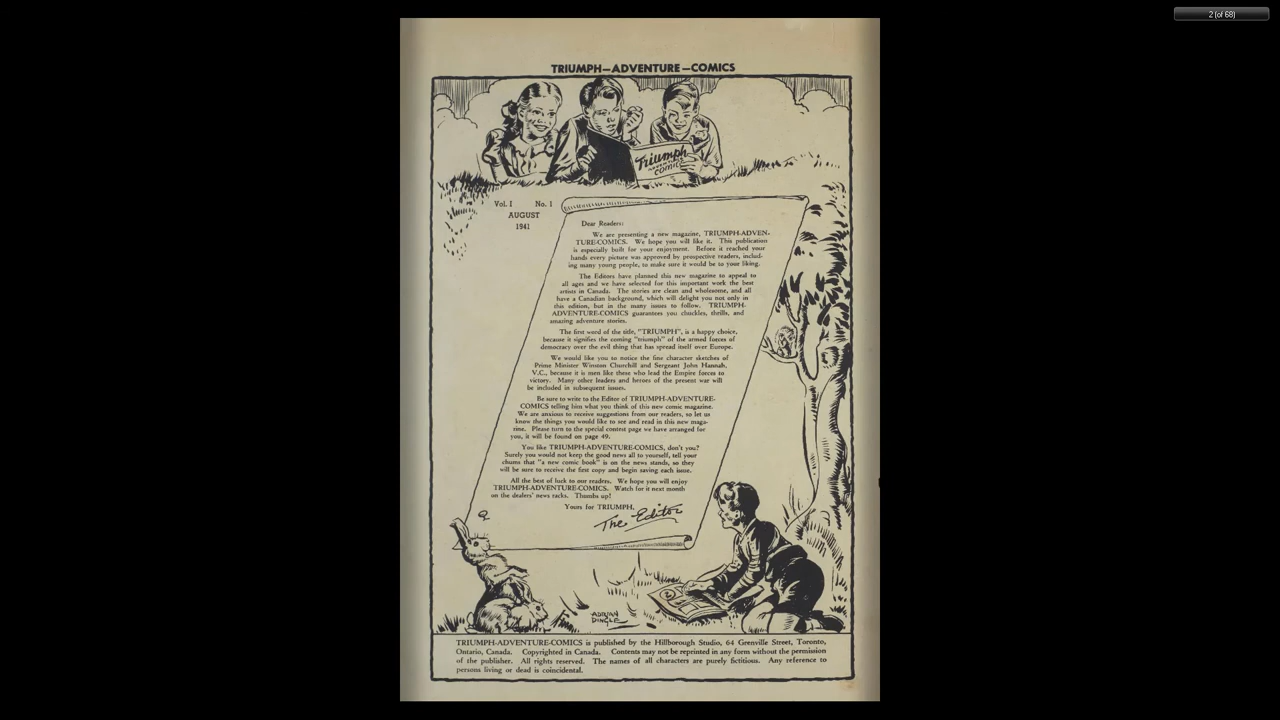 2 (of 68)
TRIUMPH—ADVENTURE—COMICS
Triumph
COMICS
Vol. I No. 1
AUGUST
1941
Dear Readers:
We are presenting a new magazine, TRIUMPH-ADVEN-
TURE-COMICS. We hope you will like it. This publication
is especially built for your enjoyment. Before it reached your
hands every picture was approved by prospective readers, includ-
ing many young people, to make sure it would be to your liking.
The Editors have planned this new magazine to appeal to
all ages and we have selected for this important work the best
artists in Canada. The stories are clean and wholesome, and all
have a Canadian background, which will delight you not only in
this edition, but in the many issues to follow. TRIUMPH-
ADVENTURE-COMICS guarantees you chuckles, thrills, and
amazing adventure stories.
The first word of the title, "TRIUMPH", is a happy choice,
because it signifies the coming "triumph" of the armed forces of
democracy over the evil thing that has spread itself over Europe.
We would like you to notice the fine character sketches of
Prime Minister Winston Churchill and Sergeant John Hannah,
V.C., because it is men like these who lead the Empire forces to
victory. Many other leaders and heroes of the present war will
be included in subsequent issues.
Be sure to write to the Editor of TRIUMPH-ADVENTURE-
COMICS telling him what you think of this new comic magazine.
We are anxious to receive suggestions from our readers, so let us
know the things you would like to see and read in this new maga-
zine. Please turn to the special contest page we have arranged for
you, it will be found on page 49.
You like TRIUMPH-ADVENTURE-COMICS, don't you?
Surely you would not keep the good news all to yourself, tell your
chums that "a new comic book" is on the news stands, so they
will be sure to receive the first copy and begin saving each issue.
All the best of luck to our readers. We hope you will enjoy
TRIUMPH-ADVENTURE-COMICS. Watch for it next month
on the dealers' news racks. Thumbs up!
Yours for TRIUMPH,
The Editor
ADRIAN
DINGLE
TRIUMPH-ADVENTURE-COMICS is published by the Hillborough Studio, 64 Grenville Street, Toronto,
Ontario, Canada. Copyrighted in Canada. Contents may not be reprinted in any form without the permission
of the publisher. All rights reserved. The names of all characters are purely fictitious. Any reference to
persons living or dead is coincidental.